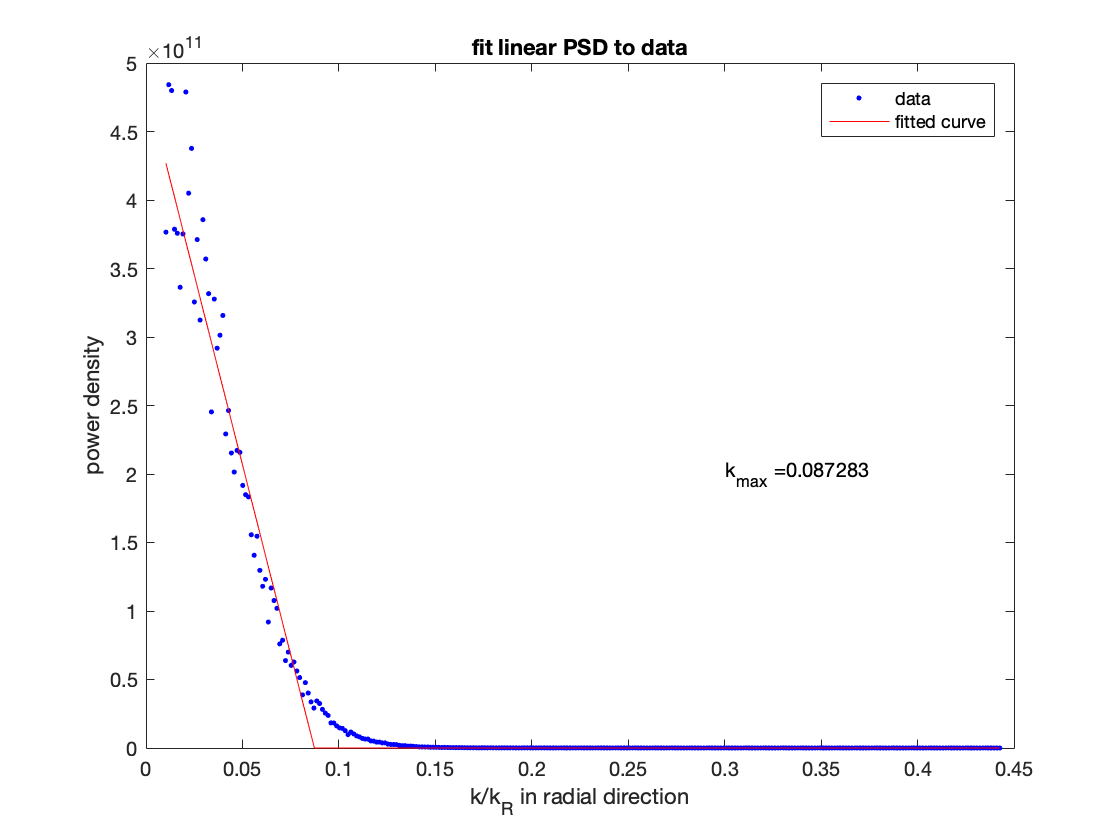 fit linear PSD to data
×10^11
5
4.5
4
3.5
3
2.5
2
1.5
1
0.5
0
power density
data
fitted curve
k_max =0.087283
0 0.05 0.1 0.15 0.2 0.25 0.3 0.35 0.4 0.45
k/k_R in radial direction